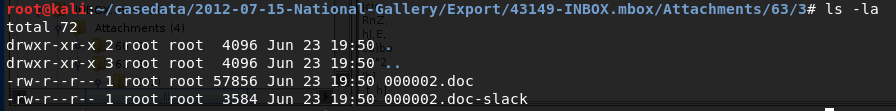 root@kali:~/casedata/2012-07-15-National-Gallery/Export/43149-INBOX.mbox/Attachments/63/3# ls -la
total 72
drwxr-xr-x 2 root root  4096 Jun 23 19:50 .
drwxr-xr-x 3 root root  4096 Jun 23 19:50 ..
-rw-r--r-- 1 root root 57856 Jun 23 19:50 000002.doc
-rw-r--r-- 1 root root  3584 Jun 23 19:50 000002.doc-slack
Attachments (4)
RnZ,